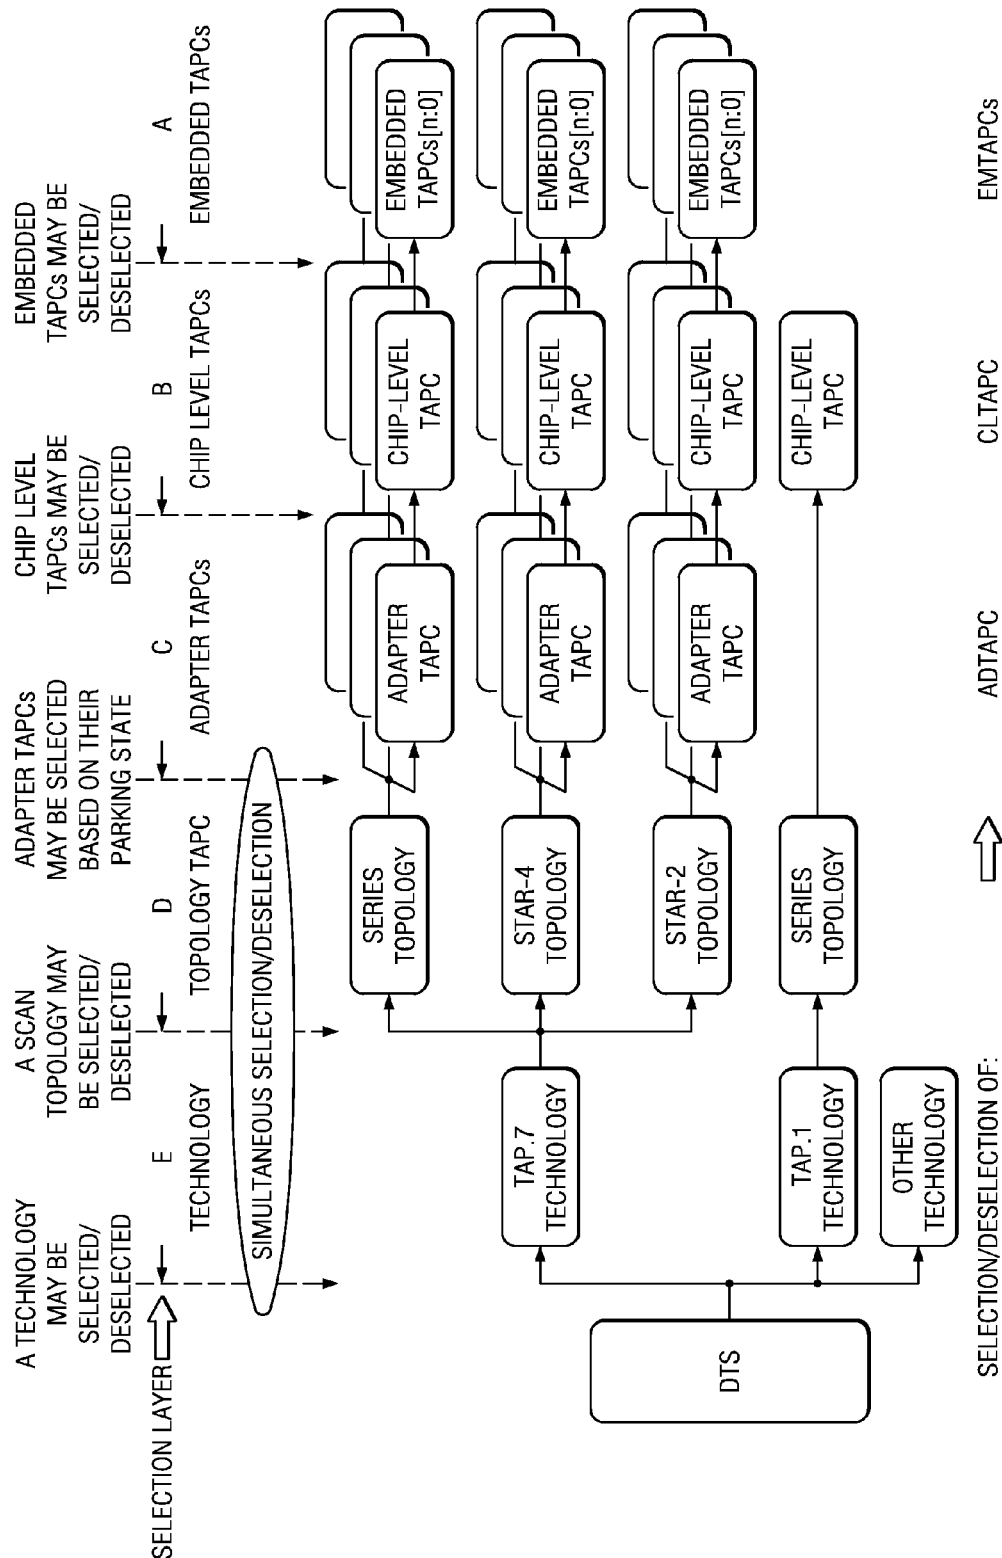 A TECHNOLOGY
MAY BE
SELECTED/
DESELECTED
A SCAN
TOPOLOGY MAY
BE SELECTED/
DESELECTED
ADAPTER TAPCs
MAY BE SELECTED
BASED ON THEIR
PARKING STATE
CHIP LEVEL
TAPCs MAY BE
SELECTED/
DESELECTED
EMBEDDED
TAPCs MAY BE
SELECTED/
DESELECTED
SELECTION LAYER
E
D
C
B
A
TECHNOLOGY
TOPOLOGY TAPC
ADAPTER TAPCs
CHIP LEVEL TAPCs
EMBEDDED TAPCs
SIMULTANEOUS SELECTION/DESELECTION
SERIES
TOPOLOGY
ADAPTER
TAPC
CHIP-LEVEL
TAPC
EMBEDDED
TAPCs[n:0]
TAP.7
TECHNOLOGY
STAR-4
TOPOLOGY
ADAPTER
TAPC
CHIP-LEVEL
TAPC
EMBEDDED
TAPCs[n:0]
STAR-2
TOPOLOGY
ADAPTER
TAPC
CHIP-LEVEL
TAPC
EMBEDDED
TAPCs[n:0]
DTS
TAP.1
TECHNOLOGY
SERIES
TOPOLOGY
CHIP-LEVEL
TAPC
OTHER
TECHNOLOGY
SELECTION/DESELECTION OF:
ADTAPC
CLTAPC
EMTAPCs